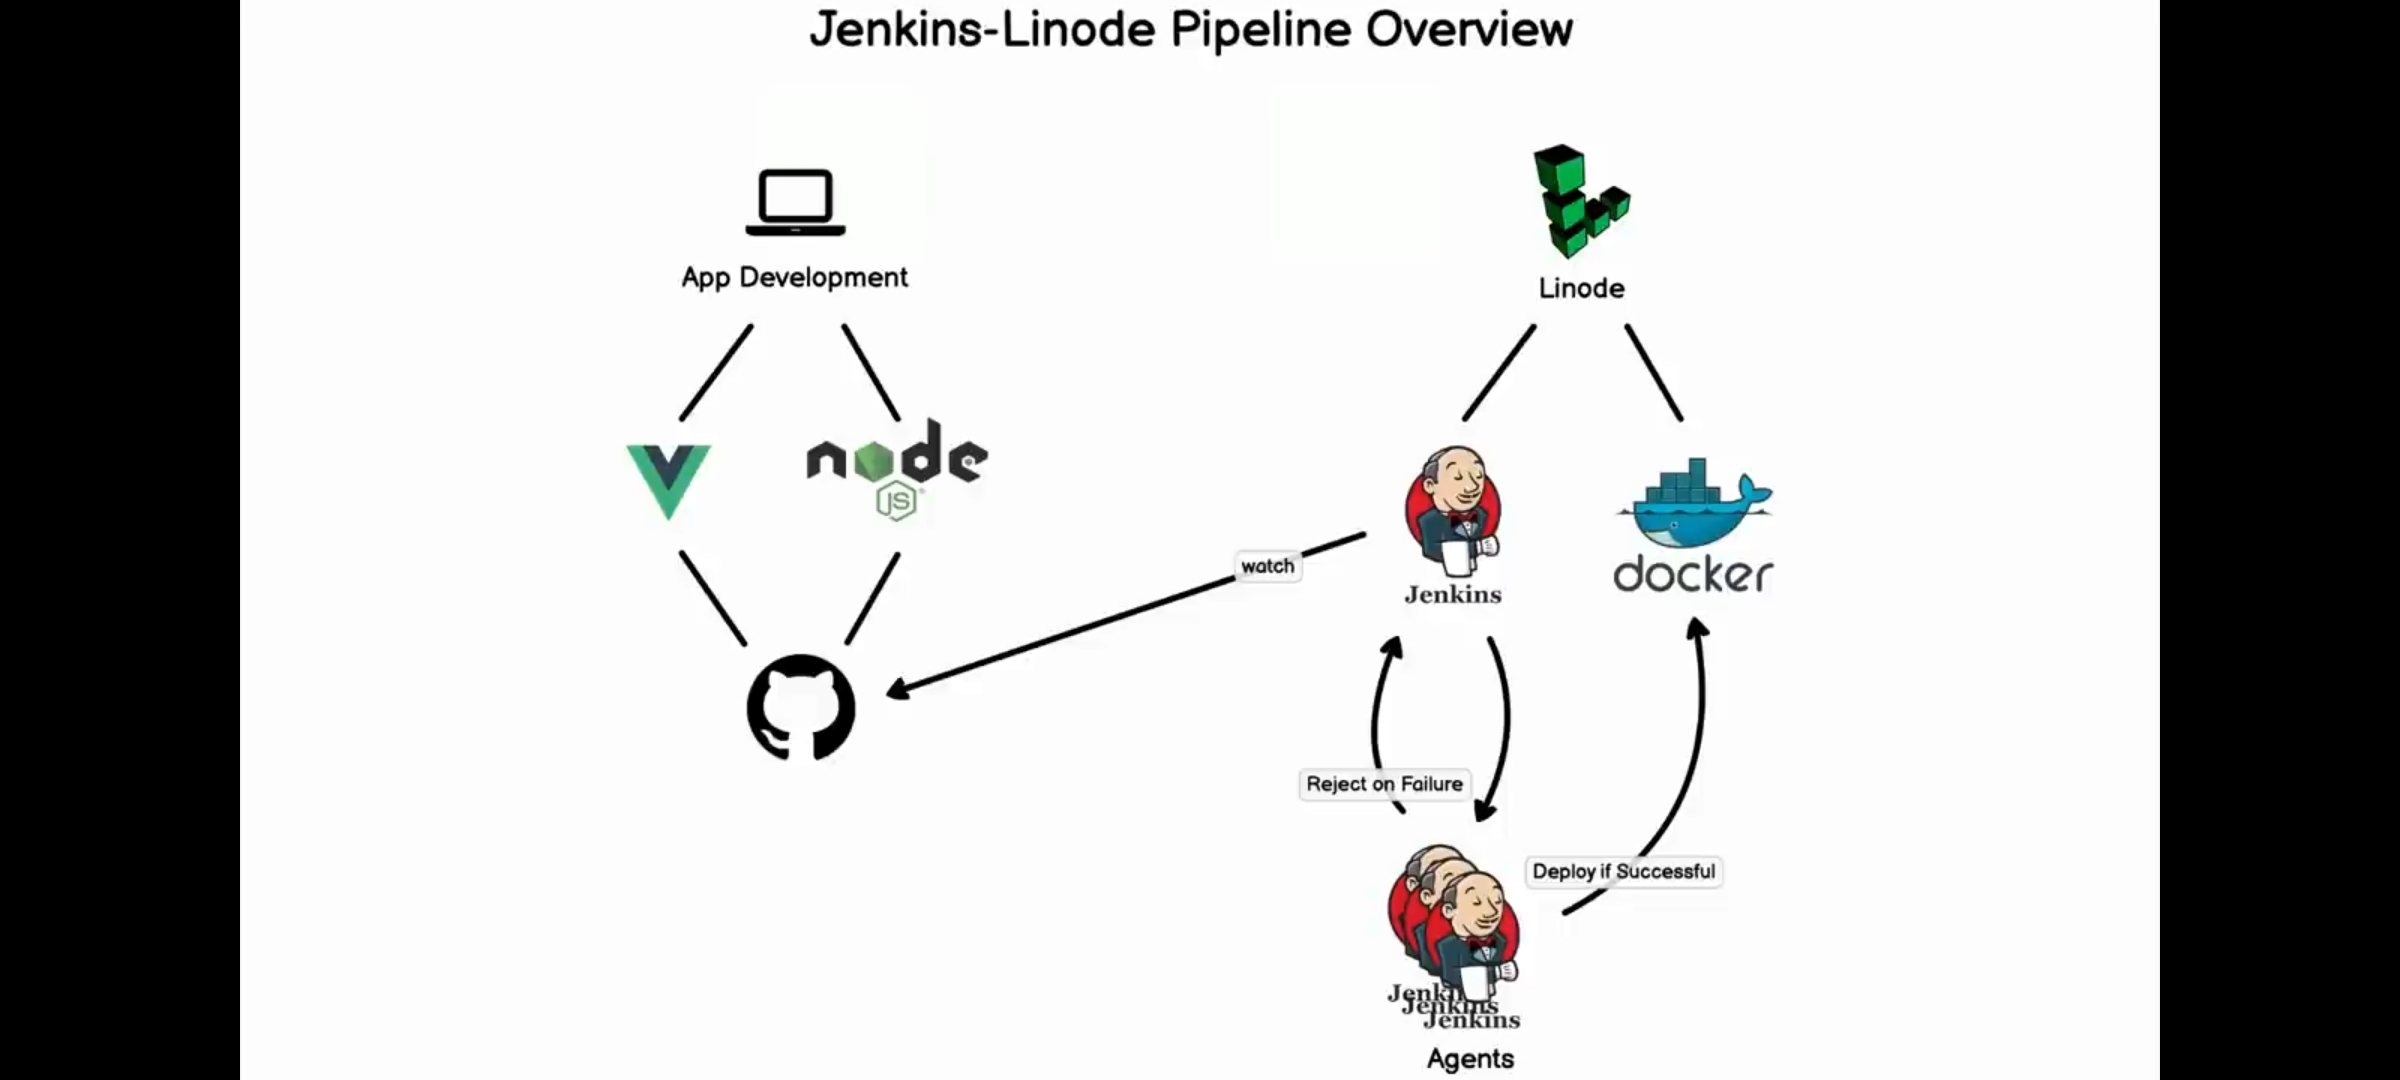 Jenkins-Linode Pipeline Overview
App Development
Linode
node
JS
watch
Jenkins
docker
Reject on Failure
Deploy if Successful
Jenkins
Jenkins
Jenkins
Agents